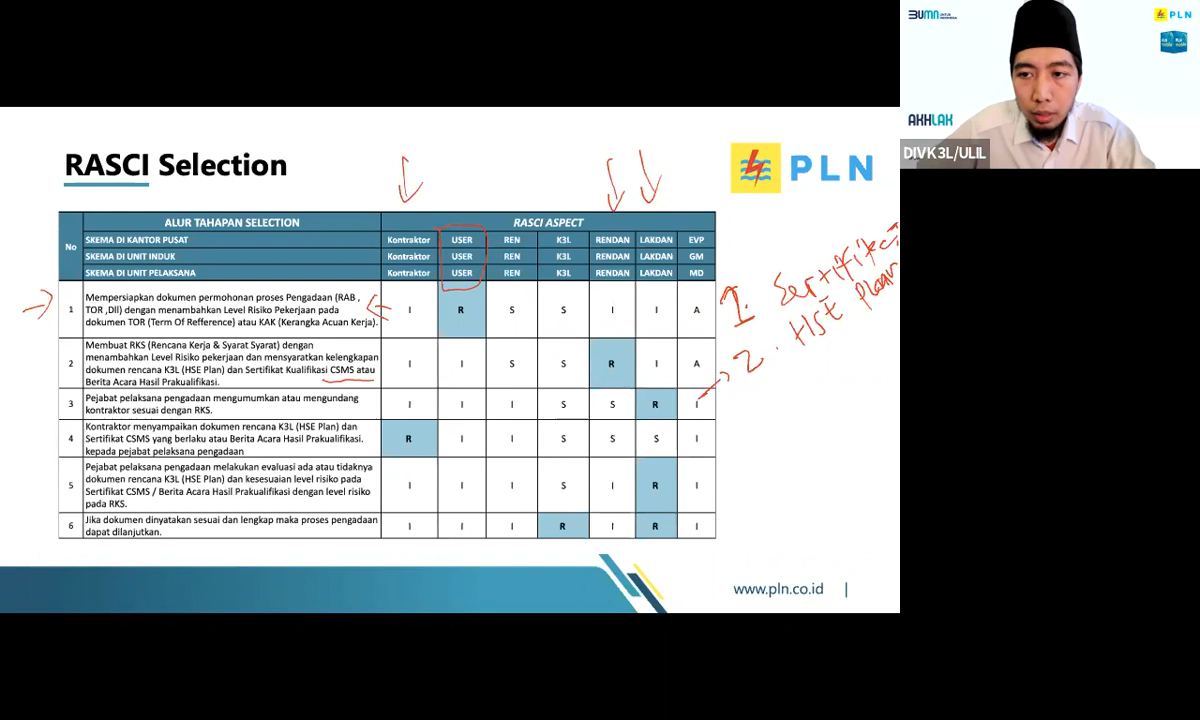 BUMN UNTUK INDONESIA
PLN
AKHLAK
DIVK3L/ULIL
RASCI Selection
PLN
No
ALUR TAHAPAN SELECTION
RASCI ASPECT
SKEMA DI KANTOR PUSAT Kontraktor USER REN K3L RENDAN LAKDAN EVP
SKEMA DI UNIT INDUK Kontraktor USER REN K3L RENDAN LAKDAN GM
SKEMA DI UNIT PELAKSANA Kontraktor USER REN K3L RENDAN LAKDAN MD
1
Mempersiapkan dokumen permohonan proses Pengadaan (RAB ,
TOR ,Dll) dengan menambahkan Level Risiko Pekerjaan pada
dokumen TOR (Term Of Refference) atau KAK (Kerangka Acuan Kerja).
I R S S I I A
2
Membuat RKS (Rencana Kerja & Syarat Syarat) dengan
menambahkan Level Risiko pekerjaan dan mensyaratkan kelengkapan
dokumen rencana K3L (HSE Plan) dan Sertifikat Kualifikasi CSMS atau
Berita Acara Hasil Prakualifikasi.
I I S S R I A
3
Pejabat pelaksana pengadaan mengumumkan atau mengundang
kontraktor sesuai dengan RKS.
I I I S S R I
4
Kontraktor menyampaikan dokumen rencana K3L (HSE Plan) dan
Sertifikat CSMS yang berlaku atau Berita Acara Hasil Prakualifikasi.
kepada pejabat pelaksana pengadaan
R I I S S S I
5
Pejabat pelaksana pengadaan melakukan evaluasi ada atau tidaknya
dokumen rencana K3L (HSE Plan) dan kesesuaian level risiko pada
Sertifikat CSMS / Berita Acara Hasil Prakualifikasi dengan level risiko
pada RKS.
I I I S I R I
6
Jika dokumen dinyatakan sesuai dan lengkap maka proses pengadaan
dapat dilanjutkan.
I I I R I R I
1.
2. HSE Plan
www.pln.co.id